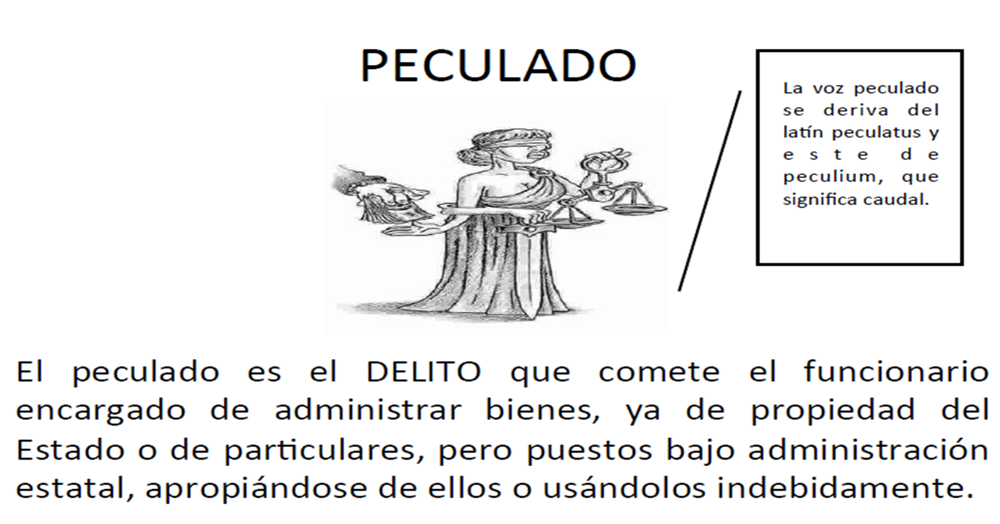 PECULADO
La voz peculado
se deriva del
latín peculatus y
este de
peculium, que
significa caudal.
El peculado es el DELITO que comete el funcionario
encargado de administrar bienes, ya de propiedad del
Estado o de particulares, pero puestos bajo administración
estatal, apropiándose de ellos o usándolos indebidamente.